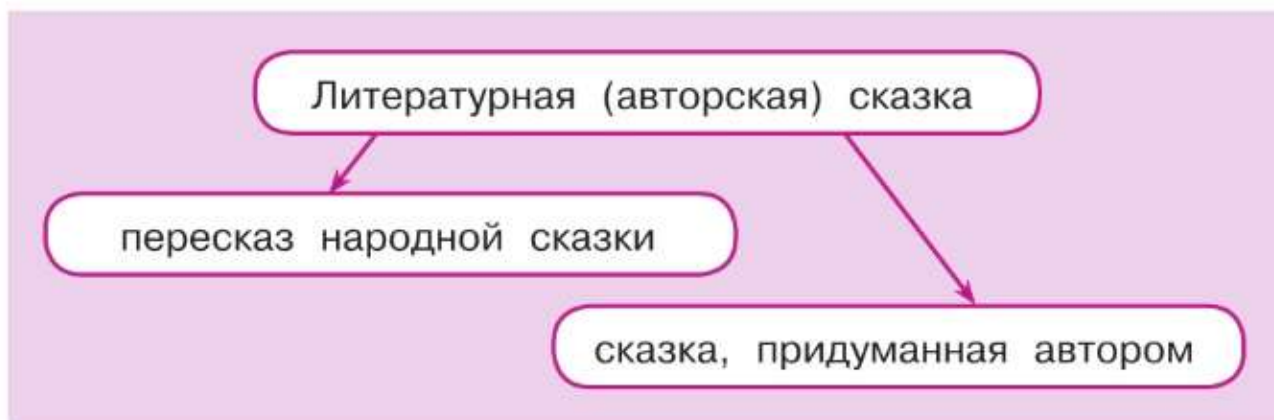 Литературная (авторская) сказка
пересказ народной сказки
сказка, придуманная автором